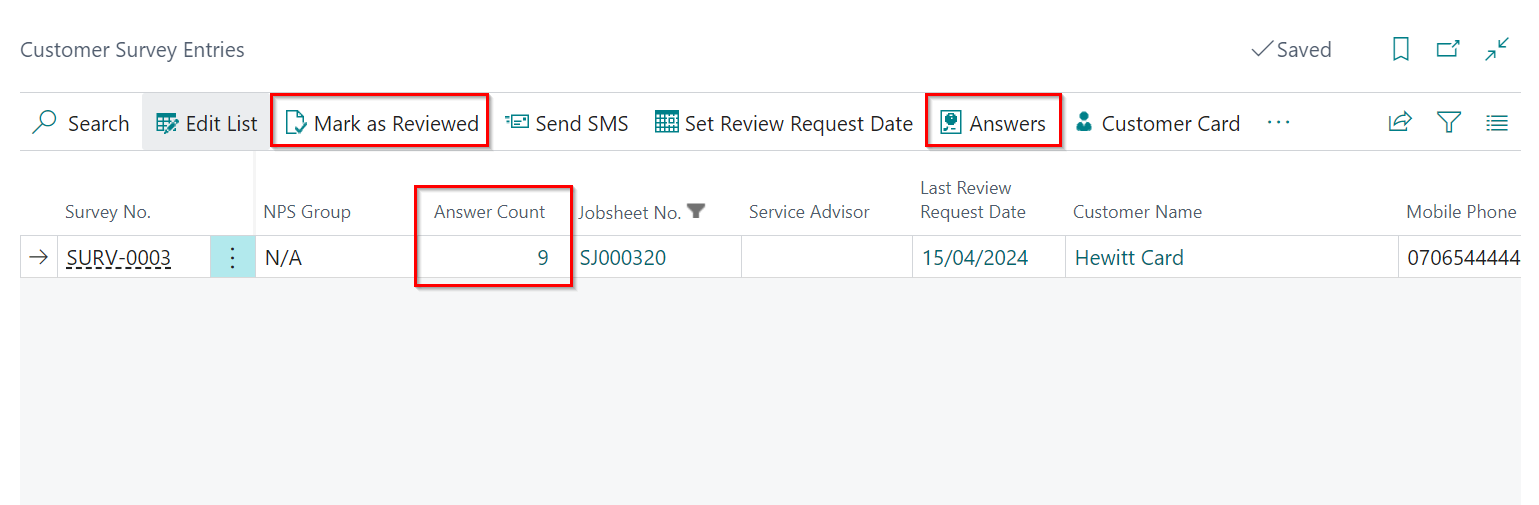 Customer Survey Entries
Saved
Search Edit List Mark as Reviewed Send SMS Set Review Request Date Answers Customer Card ...
Survey No. NPS Group Answer Count Jobsheet No. Service Advisor Last Review Request Date Customer Name Mobile Phone
SURV-0003 N/A 9 SJ000320 15/04/2024 Hewitt Card 0706544444